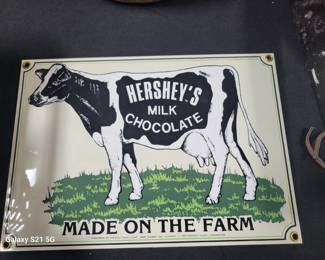 HERSHEY'S
MILK
CHOCOLATE
MADE ON THE FARM
Galaxy S21 5G